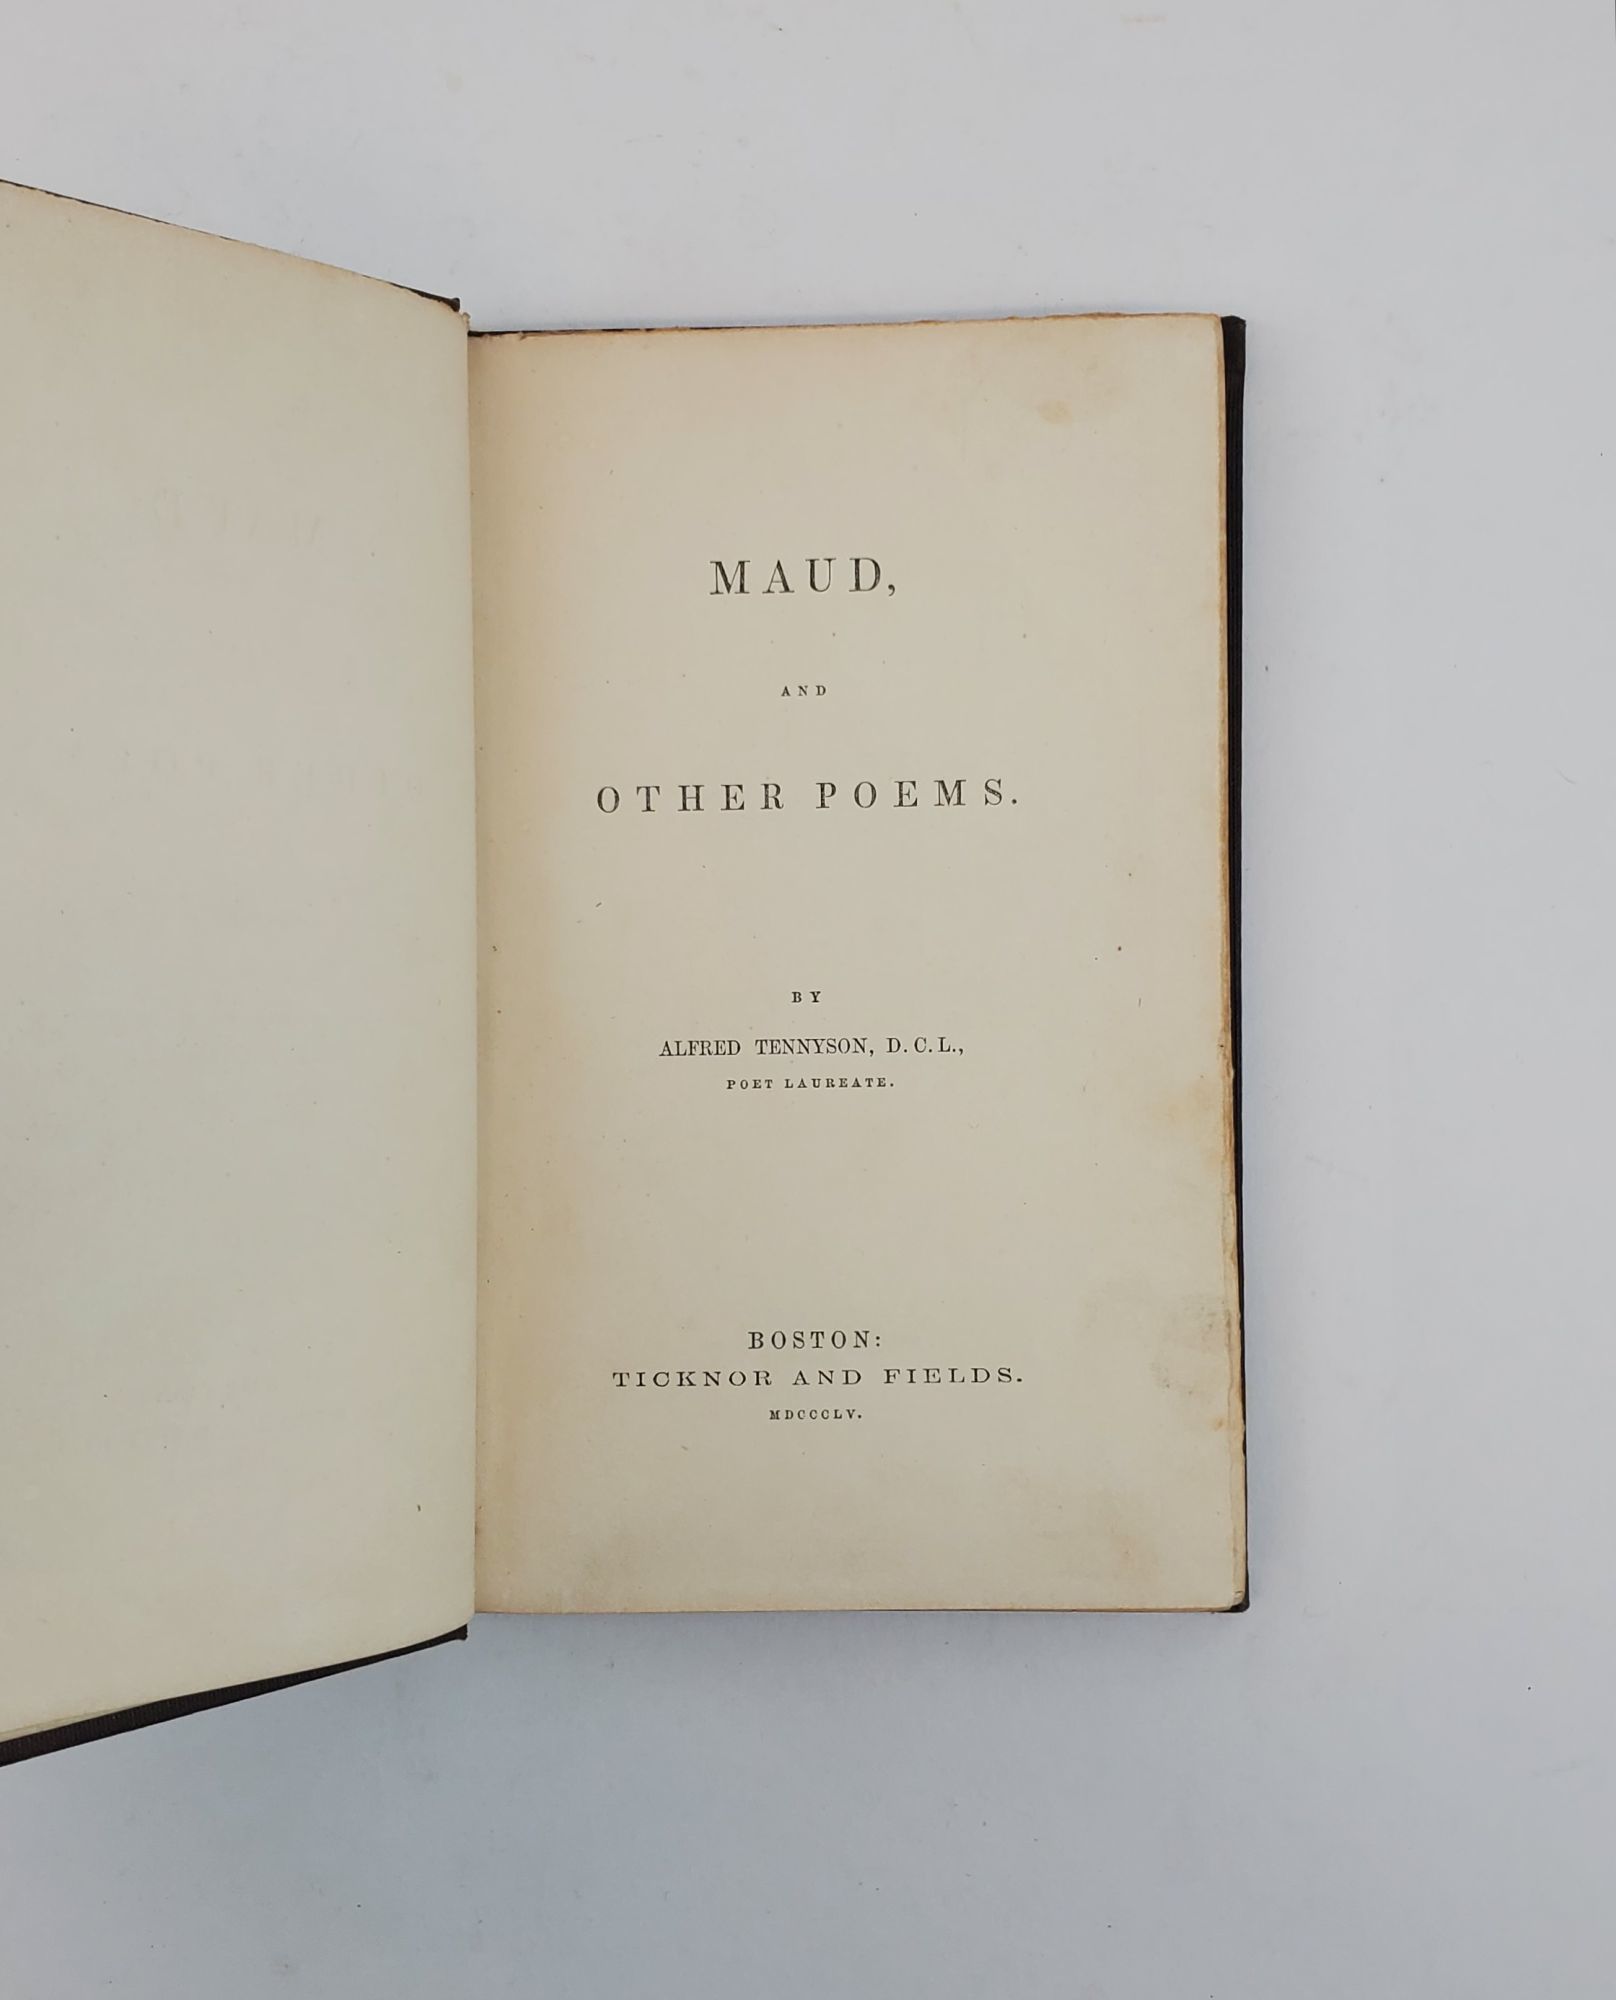 MAUD,
AND
OTHER POEMS.
BY
ALFRED TENNYSON, D.C.L.,
POET LAUREATE.
BOSTON:
TICKNOR AND FIELDS.
MDCCCLV.